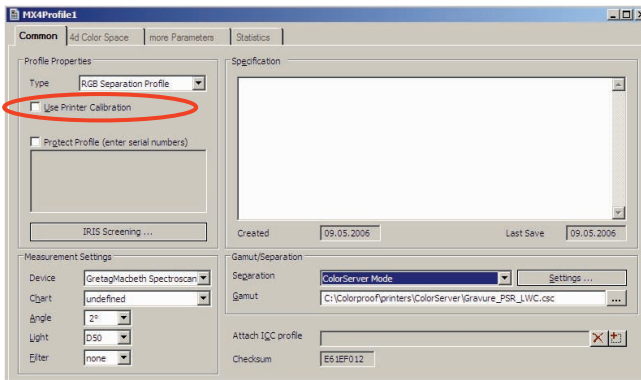 MX4Profile1
Common
4d Color Space
more Parameters
Statistics
Profile Properties
Type
RGB Separation Profile
Use Printer Calibration
Protect Profile (enter serial numbers)
IRIS Screening ...
Specification
Created
09.05.2006
Last Save
09.05.2006
Measurement Settings
Device
GretagMacbeth Spectroscan
Chart
undefined
Angle
2°
Light
D50
Filter
none
Gamut/Separation
Separation
ColorServer Mode
Settings ...
Gamut
C:\Colorproof\printers\ColorServer\Gravure_PSR_LWC.csc
...
Attach ICC profile
Checksum
E61EF012